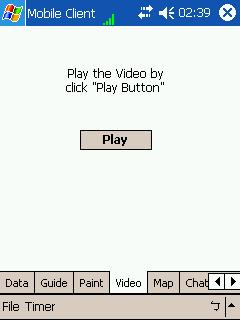 Mobile Client 02:39
Play the Video by
click "Play Button"
Play
Data Guide Paint Video Map Chat
File Timer